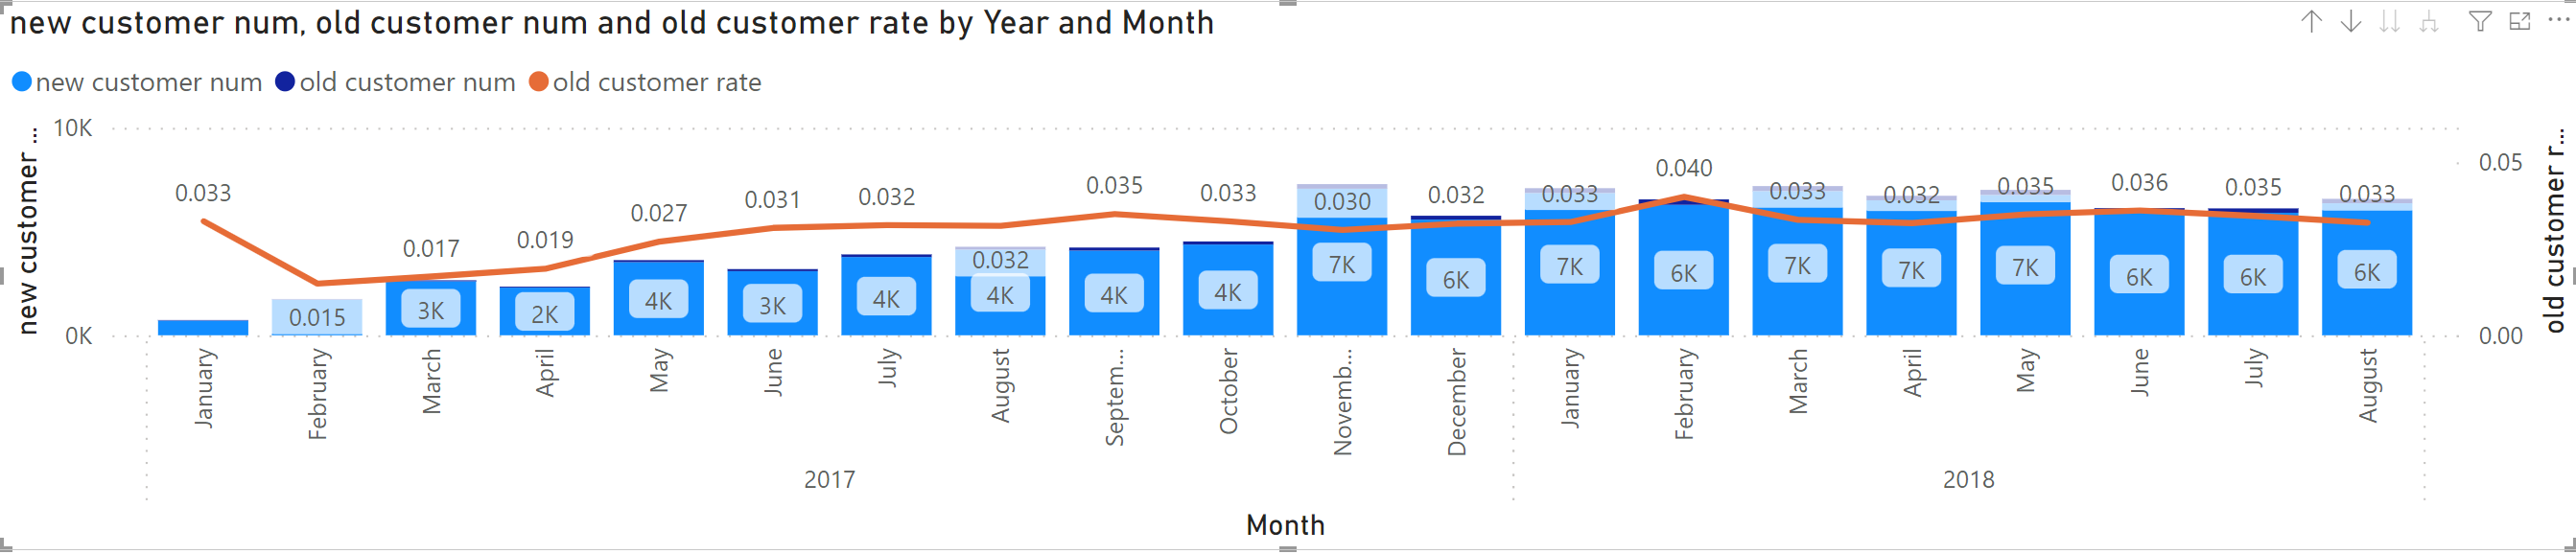 new customer num, old customer num and old customer rate by Year and Month
new customer num old customer num old customer rate
new customer ...
10K
0K
0.033
0.015
0.017
0.019
0.027
0.031
0.032
0.032
0.035
0.033
0.030
0.032
0.033
0.040
0.033
0.032
0.035
0.036
0.035
0.033
3K
2K
4K
3K
4K
4K
4K
4K
7K
6K
7K
6K
7K
7K
7K
6K
6K
6K
0.05
0.00
old customer r...
January
February
March
April
May
June
July
August
Septem...
October
Novemb...
December
January
February
March
April
May
June
July
August
2017
2018
Month